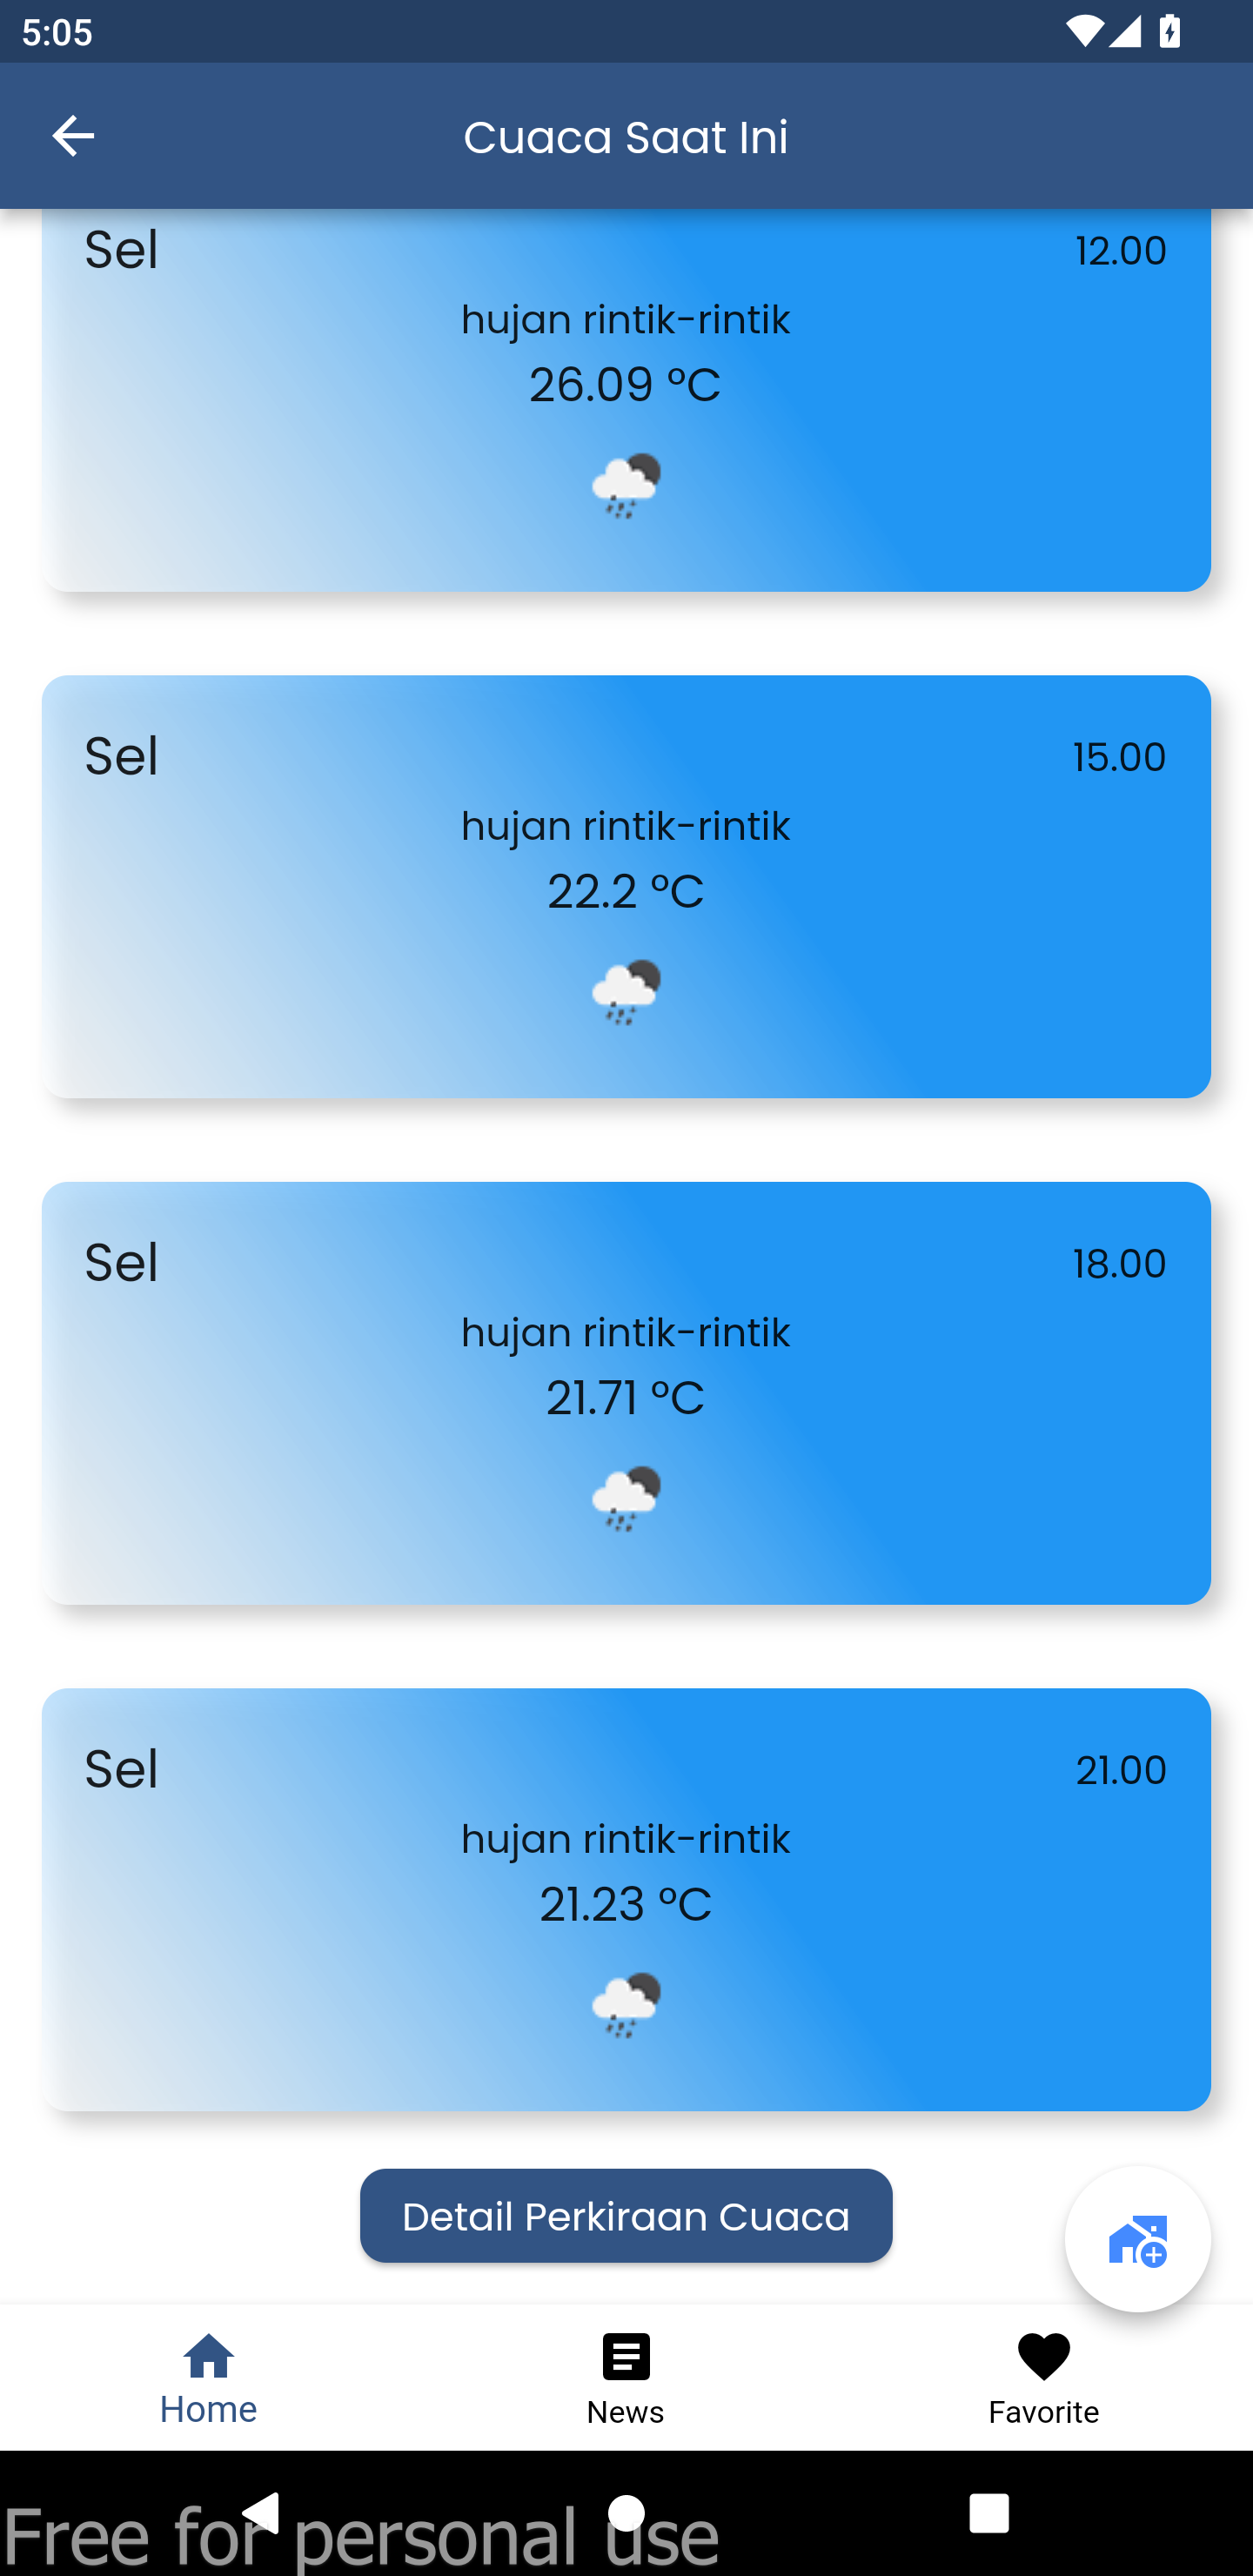 5:05
Cuaca Saat Ini
Sel 12.00
hujan rintik-rintik
26.09 °C
Sel 15.00
hujan rintik-rintik
22.2 °C
Sel 18.00
hujan rintik-rintik
21.71 °C
Sel 21.00
hujan rintik-rintik
21.23 °C
Detail Perkiraan Cuaca
Home News Favorite
Free for personal use